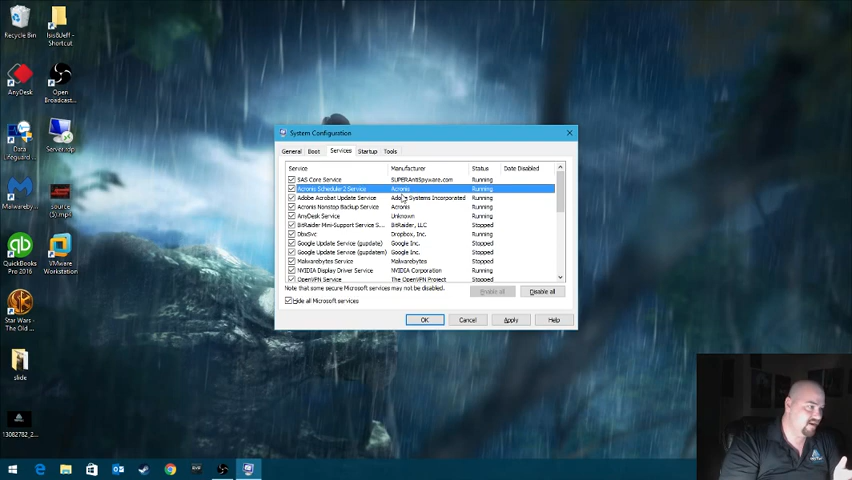 Recycle Bin
Isis&Jeff -
Shortcut
AnyDesk
Open
Broadcast...
Data
Lifeguard ...
Server.rdp
Malwareby...
source
(5).mp4
QuickBooks
Pro 2016
VMware
Workstation
Star Wars -
The Old ...
slide
13082782_2...
System Configuration
General Boot Services Startup Tools
Service Manufacturer Status Date Disabled
SAS Core Service SUPERAntiSpyware.com Running
Acronis Scheduler2 Service Acronis Running
Adobe Acrobat Update Service Adobe Systems Incorporated Running
Acronis Nonstop Backup Service Acronis Running
AnyDesk Service Unknown Running
BitRaider Mini-Support Service S... BitRaider, LLC Stopped
DbxSvc Dropbox, Inc. Running
Google Update Service (gupdate) Google Inc. Stopped
Google Update Service (gupdatem) Google Inc. Stopped
Malwarebytes Service Malwarebytes Stopped
NVIDIA Display Driver Service NVIDIA Corporation Running
OpenVPN Service The OpenVPN Project Stopped
Note that some secure Microsoft services may not be disabled.
Enable all Disable all
Hide all Microsoft services
OK Cancel Apply Help